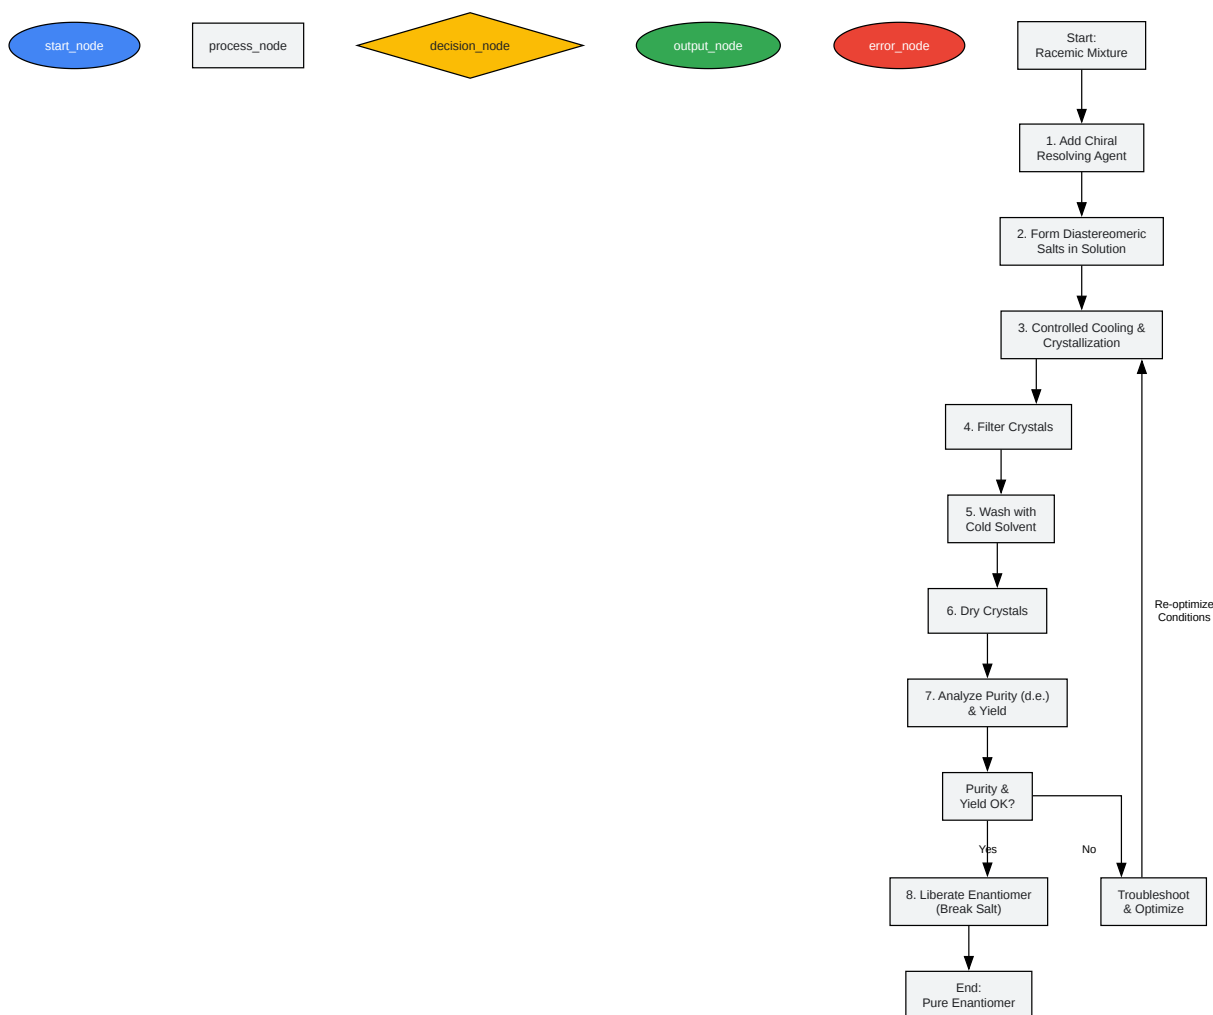 start_node
process_node
decision_node
output_node
error_node
Start:
Racemic Mixture
1. Add Chiral
Resolving Agent
2. Form Diastereomeric
Salts in Solution
3. Controlled Cooling &
Crystallization
4. Filter Crystals
5. Wash with
Cold Solvent
6. Dry Crystals
Re-optimize
Conditions
7. Analyze Purity (d.e.)
& Yield
Purity &
Yield OK?
Yes
No
8. Liberate Enantiomer
(Break Salt)
Troubleshoot
& Optimize
End:
Pure Enantiomer